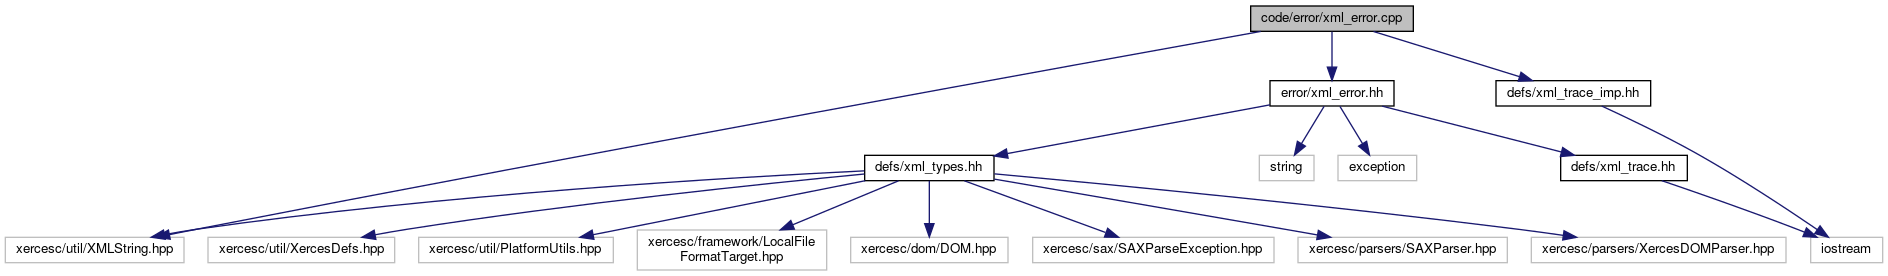 code/error/xml_error.cpp
error/xml_error.hh
defs/xml_trace_imp.hh
defs/xml_types.hh
string
exception
defs/xml_trace.hh
xercesc/util/XMLString.hpp
xercesc/util/XercesDefs.hpp
xercesc/util/PlatformUtils.hpp
xercesc/framework/LocalFile
FormatTarget.hpp
xercesc/dom/DOM.hpp
xercesc/sax/SAXParseException.hpp
xercesc/parsers/SAXParser.hpp
xercesc/parsers/XercesDOMParser.hpp
iostream